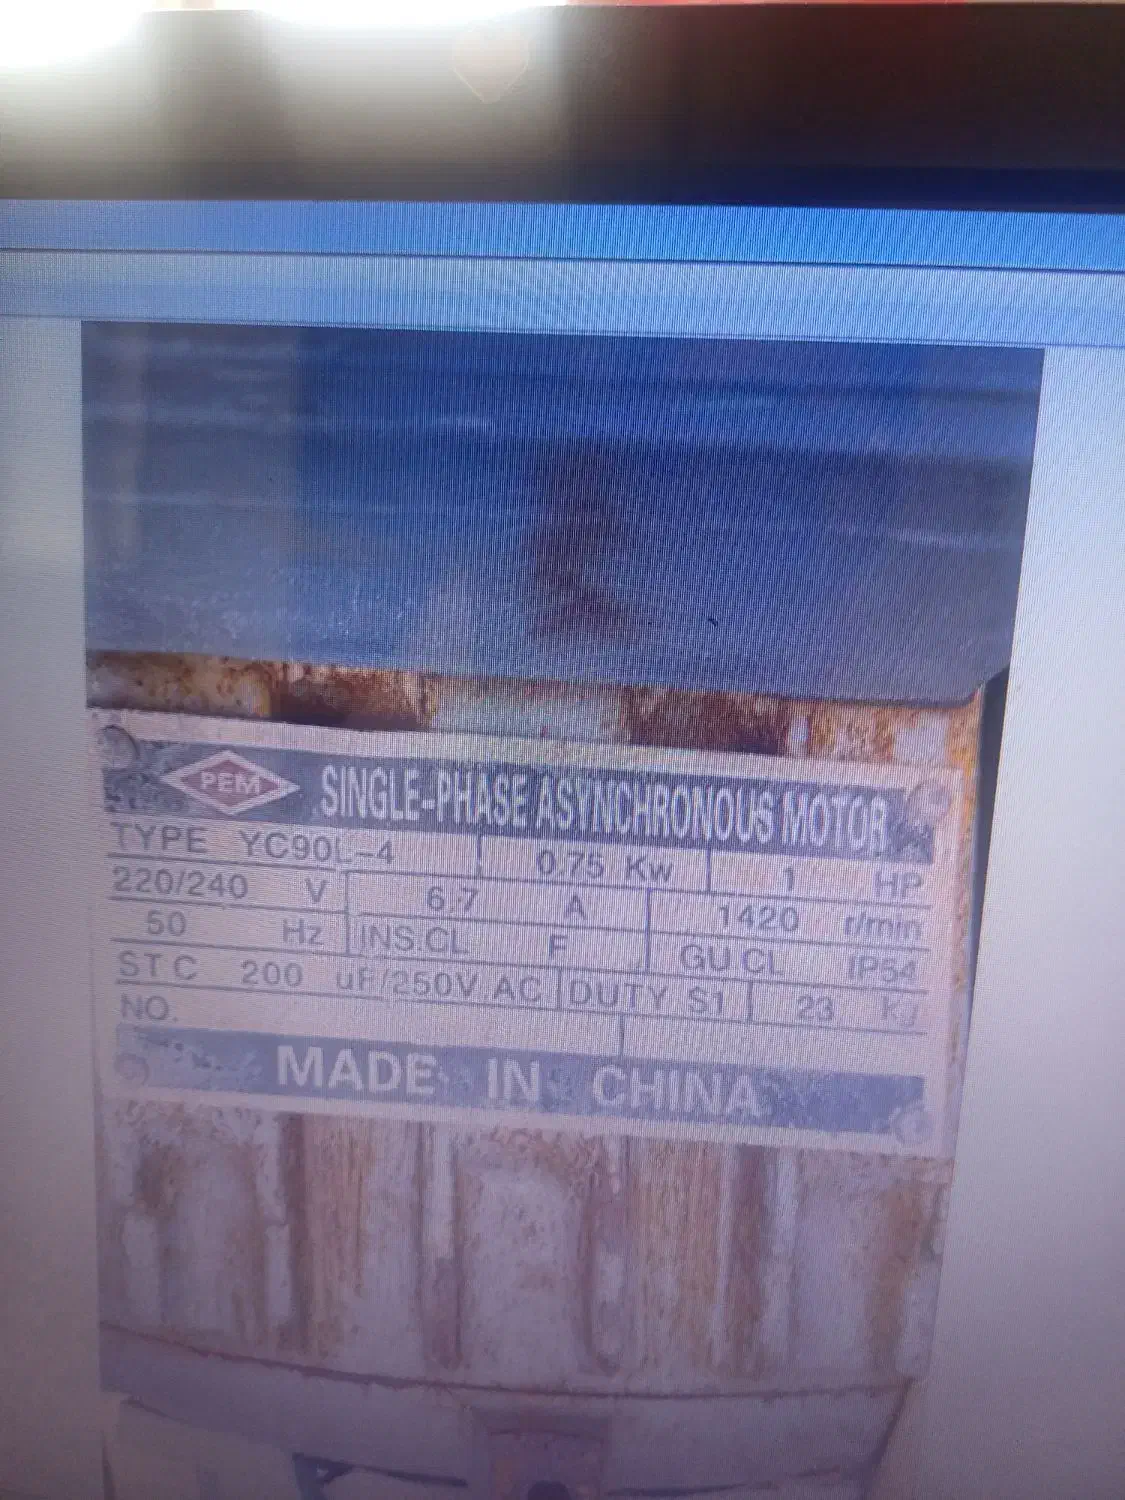 PEM SINGLE-PHASE ASYNCHRONOUS MOTOR
TYPE YC90L-4 0.75 Kw 1 HP
220/240 V 6.7 A 1420 r/min
50 Hz INS.CL F GU CL IP54
ST C 200 uF/250V.AC DUTY S1 23 kg
NO.
MADE IN CHINA